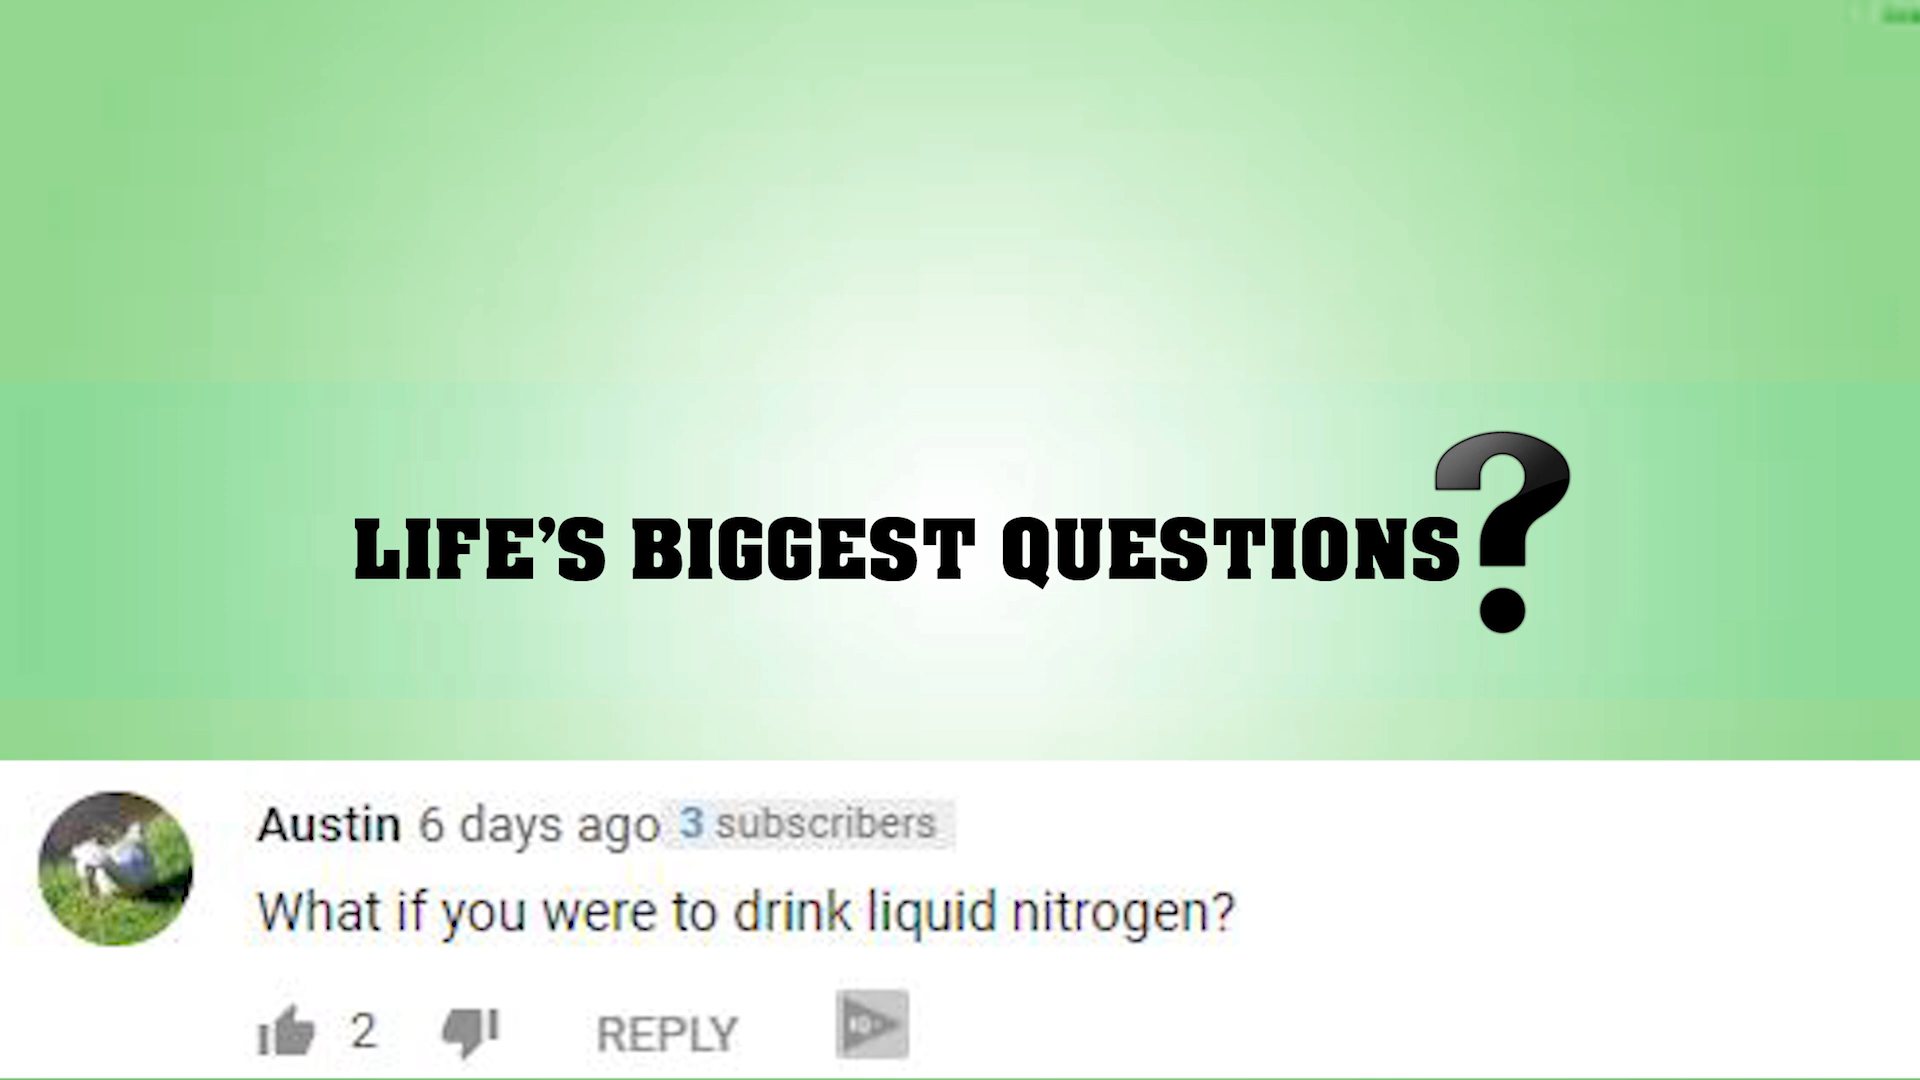 LIFE’S BIGGEST QUESTIONS?
Austin 6 days ago 3 subscribers
What if you were to drink liquid nitrogen?
2 REPLY